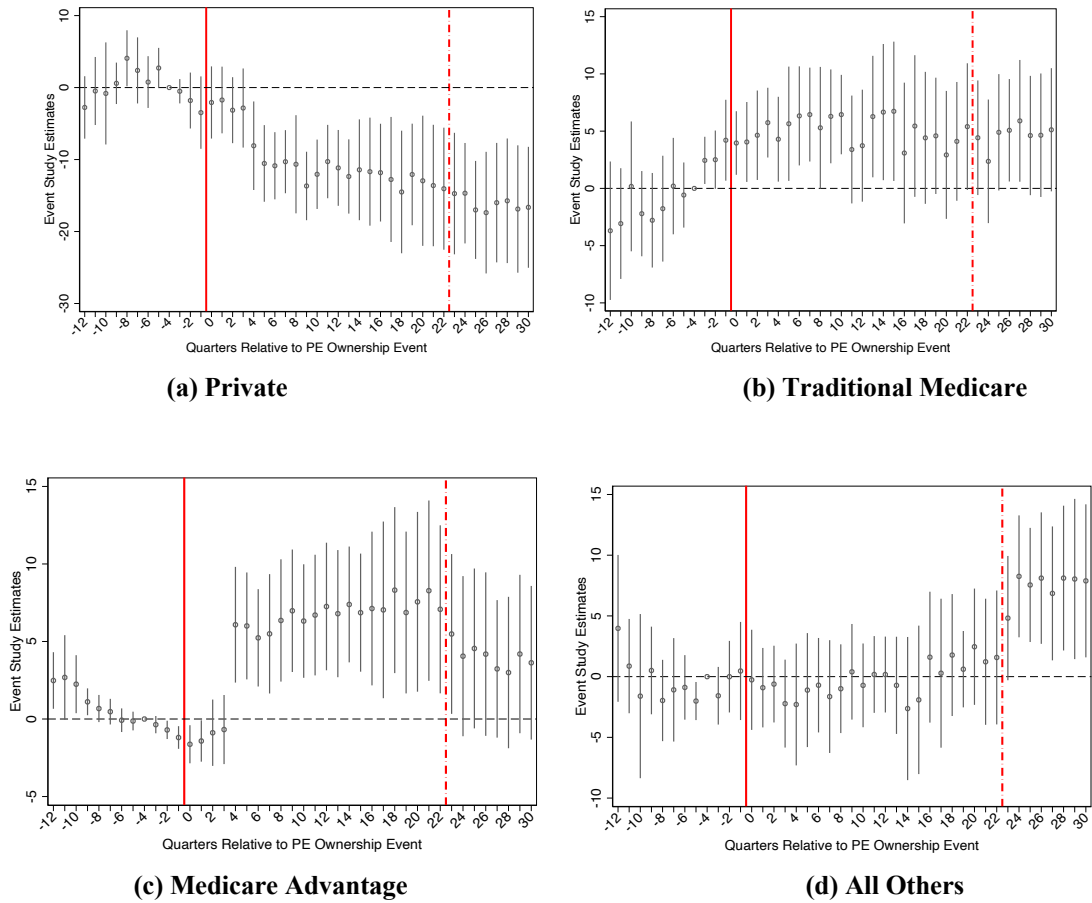 Event Study Estimates
10
0
-10
-20
-30
-12 -10 -8 -6 -4 -2 0 2 4 6 8 10 12 14 16 18 20 22 24 26 28 30
Quarters Relative to PE Ownership Event
(a) Private
Event Study Estimates
15
10
5
0
-5
-10
-12 -10 -8 -6 -4 -2 0 2 4 6 8 10 12 14 16 18 20 22 24 26 28 30
Quarters Relative to PE Ownership Event
(b) Traditional Medicare
Event Study Estimates
15
10
5
0
-5
-12 -10 -8 -6 -4 -2 0 2 4 6 8 10 12 14 16 18 20 22 24 26 28 30
Quarters Relative to PE Ownership Event
(c) Medicare Advantage
Event Study Estimates
15
10
5
0
-5
-10
-12 -10 -8 -6 -4 -2 0 2 4 6 8 10 12 14 16 18 20 22 24 26 28 30
Quarters Relative to PE Ownership Event
(d) All Others